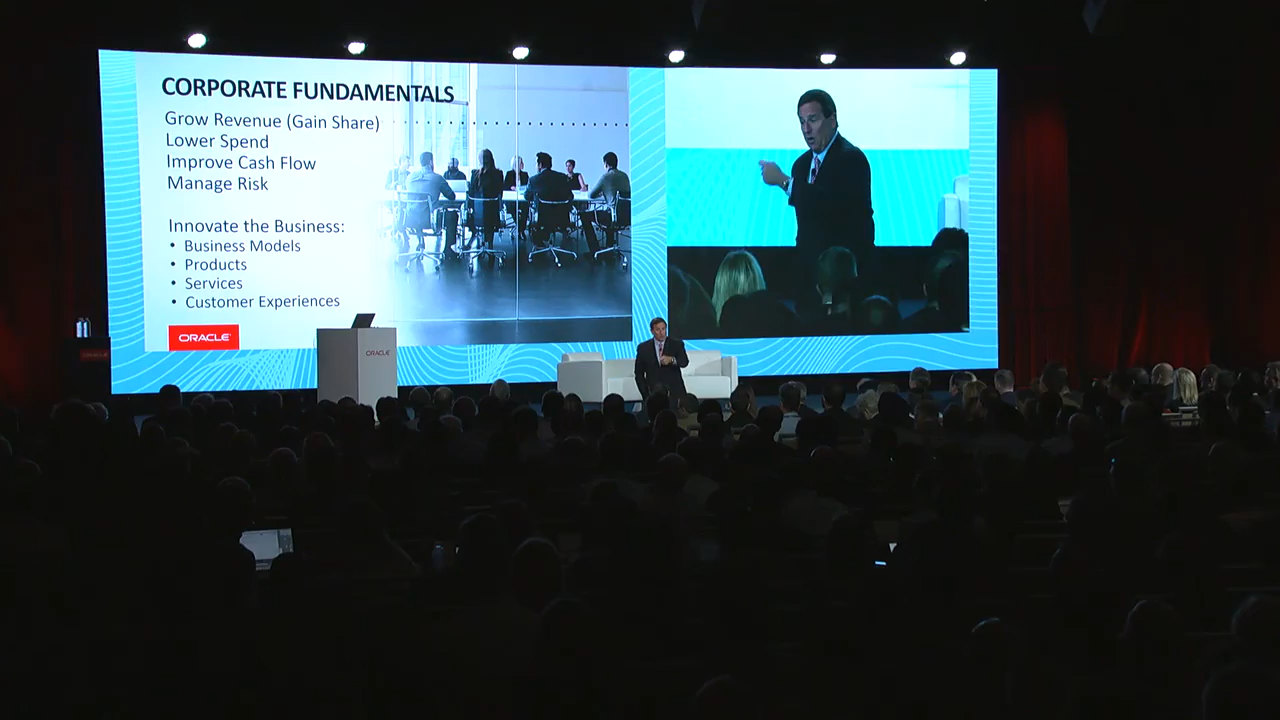 CORPORATE FUNDAMENTALS
Grow Revenue (Gain Share)
Lower Spend
Improve Cash Flow
Manage Risk
Innovate the Business:
• Business Models
• Products
• Services
• Customer Experiences
ORACLE
ORACLE
ORACLE